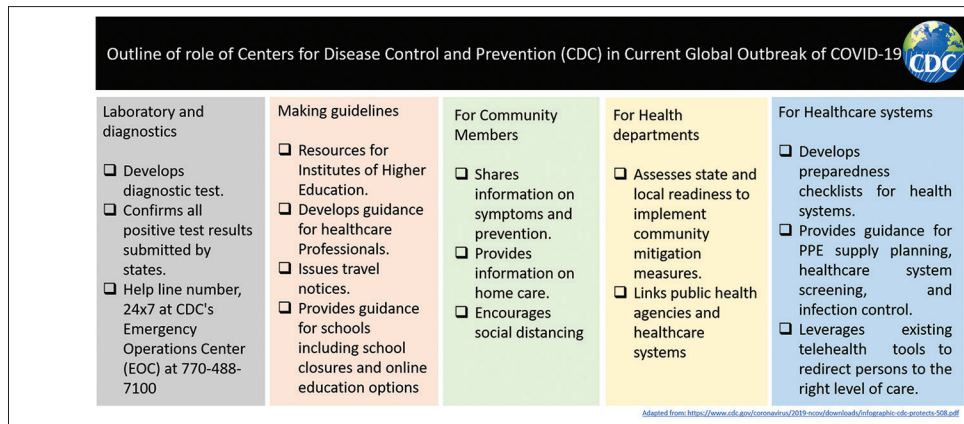 Outline of role of Centers for Disease Control and Prevention (CDC) in Current Global Outbreak of COVID-19
CDC
Laboratory and
diagnostics
❑ Develops
diagnostic test.
❑ Confirms all
positive test results
submitted by
states.
❑ Help line number,
24x7 at CDC's
Emergency
Operations Center
(EOC) at 770-488-
7100
Making guidelines
❑ Resources for
Institutes of Higher
Education.
❑ Develops guidance
for healthcare
Professionals.
❑ Issues travel
notices.
❑ Provides guidance
for schools
including school
closures and online
education options
For Community
Members
❑ Shares
information on
symptoms and
prevention.
❑ Provides
information on
home care.
❑ Encourages
social distancing
For Health
departments
❑ Assesses state and
local readiness to
implement
community
mitigation
measures.
❑ Links public health
agencies and
healthcare
systems
For Healthcare systems
❑ Develops
preparedness
checklists for health
systems.
❑ Provides guidance for
PPE supply planning,
healthcare system
screening, and
infection control.
❑ Leverages existing
telehealth tools to
redirect persons to the
right level of care.
Adapted from: https://www.cdc.gov/coronavirus/2019-ncov/downloads/infographic-cdc-protects-508.pdf